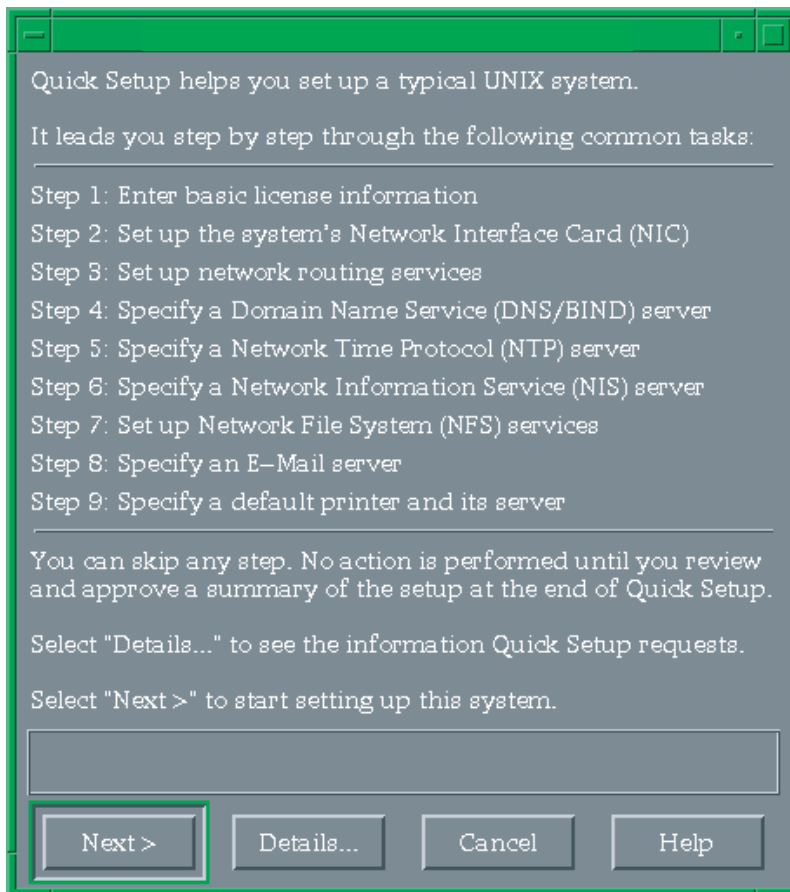 Quick Setup helps you set up a typical UNIX system.
It leads you step by step through the following common tasks:
Step 1: Enter basic license information
Step 2: Set up the system's Network Interface Card (NIC)
Step 3: Set up network routing services
Step 4: Specify a Domain Name Service (DNS/BIND) server
Step 5: Specify a Network Time Protocol (NTP) server
Step 6: Specify a Network Information Service (NIS) server
Step 7: Set up Network File System (NFS) services
Step 8: Specify an E-Mail server
Step 9: Specify a default printer and its server
You can skip any step. No action is performed until you review
and approve a summary of the setup at the end of Quick Setup.
Select "Details..." to see the information Quick Setup requests.
Select "Next >" to start setting up this system.
Next > Details... Cancel Help